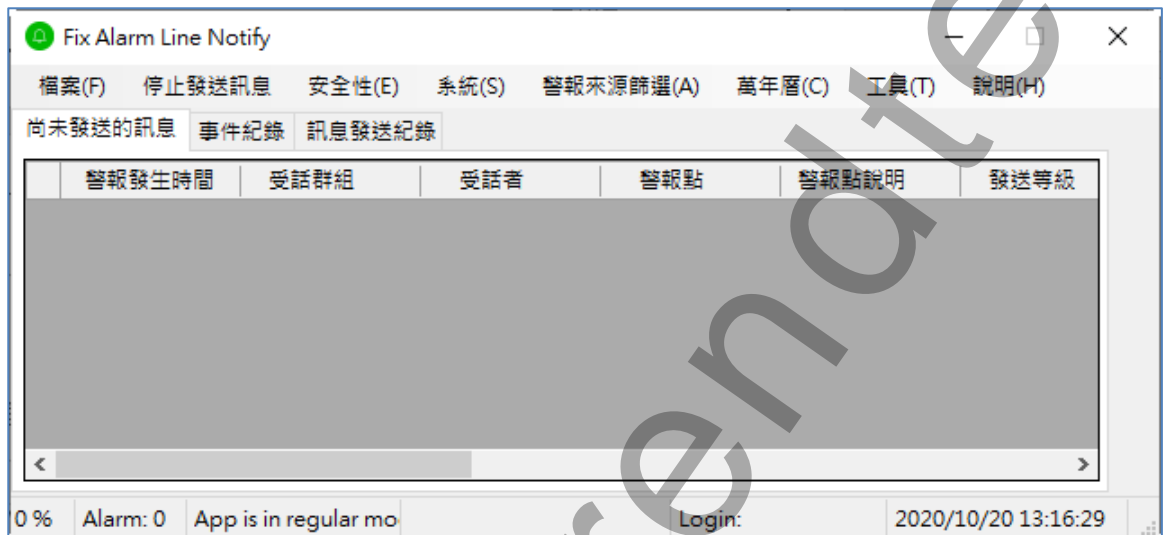 Fix Alarm Line Notify
檔案(F) 停止發送訊息 安全性(E) 系統(S) 警報來源篩選(A) 萬年曆(C) 工具(T) 說明(H)
尚未發送的訊息 事件紀錄 訊息發送紀錄
警報發生時間 受話群組 受話者 警報點 警報點說明 發送等級
0 % Alarm: 0 App is in regular mo Login: 2020/10/20 13:16:29
rendte